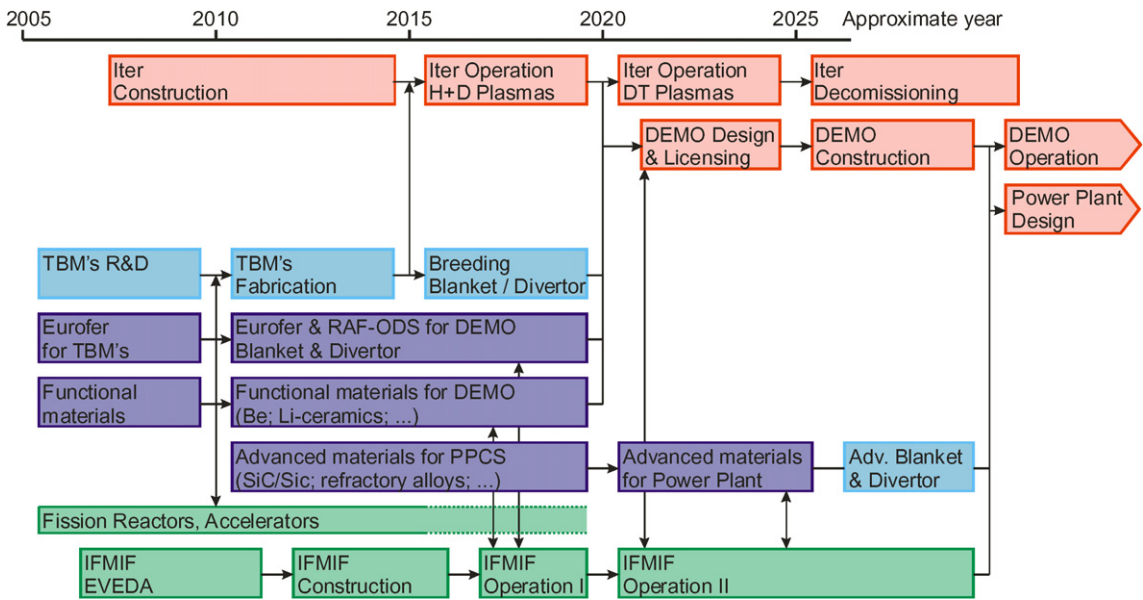 2005 2010 2015 2020 2025 Approximate year
Iter
Construction
Iter Operation
H+D Plasmas
Iter Operation
DT Plasmas
Iter
Decomissioning
DEMO Design
& Licensing
DEMO
Construction
DEMO
Operation
Power Plant
Design
TBM's R&D
TBM's
Fabrication
Breeding
Blanket / Divertor
Eurofer
for TBM's
Eurofer & RAF-ODS for DEMO
Blanket & Divertor
Functional
materials
Functional materials for DEMO
(Be; Li-ceramics; ...)
Advanced materials for PPCS
(SiC/Sic; refractory alloys; ...)
Advanced materials
for Power Plant
Adv. Blanket
& Divertor
Fission Reactors, Accelerators
IFMIF
EVEDA
IFMIF
Construction
IFMIF
Operation I
IFMIF
Operation II